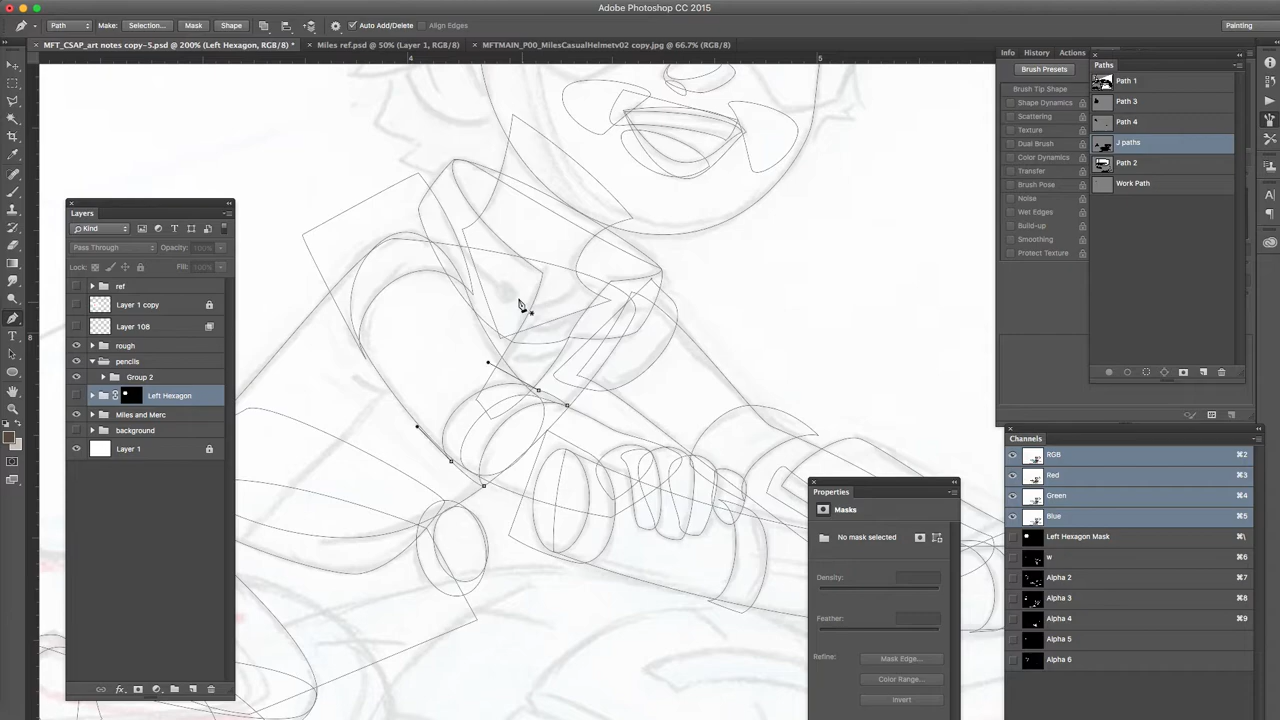 Adobe Photoshop CC 2015
Path
Make:
Selection...
Mask
Shape
Auto Add/Delete
Align Edges
Painting
MFT_CSAP_art notes copy-5.psd @ 200% (Left Hexagon, RGB/8) *
Miles ref.psd @ 50% (Layer 1, RGB/8)
MFTMAIN_P00_MilesCasualHelmetv02 copy.jpg @ 66.7% (RGB/8)
4
5
8
Info
History
Actions
Brush Presets
Brush Tip Shape
Shape Dynamics
Scattering
Texture
Dual Brush
Color Dynamics
Transfer
Brush Pose
Noise
Wet Edges
Build-up
Smoothing
Protect Texture
Paths
Path 1
Path 3
Path 4
J paths
Path 2
Work Path
Layers
Kind
Pass Through
Opacity:
100%
Lock:
Fill:
100%
ref
Layer 1 copy
Layer 108
rough
pencils
Group 2
Left Hexagon
Miles and Merc
background
Layer 1
fx
Properties
Masks
No mask selected
Density:
Feather:
Refine:
Mask Edge...
Color Range...
Invert
Channels
RGB ⌘2
Red ⌘3
Green ⌘4
Blue ⌘5
Left Hexagon Mask ⌘\
w ⌘6
Alpha 2 ⌘7
Alpha 3 ⌘8
Alpha 4 ⌘9
Alpha 5
Alpha 6